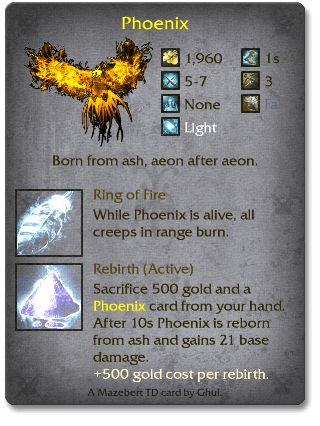 Phoenix
1,960
1s
5-7
3
None
Fa
Light
Born from ash, aeon after aeon.
Ring of Fire
While Phoenix is alive, all
creeps in range burn.
Rebirth (Active)
Sacrifice 500 gold and a
Phoenix card from your hand.
After 10s Phoenix is reborn
from ash and gains 21 base
damage.
+500 gold cost per rebirth.
A Mazebert TD card by Ghul.